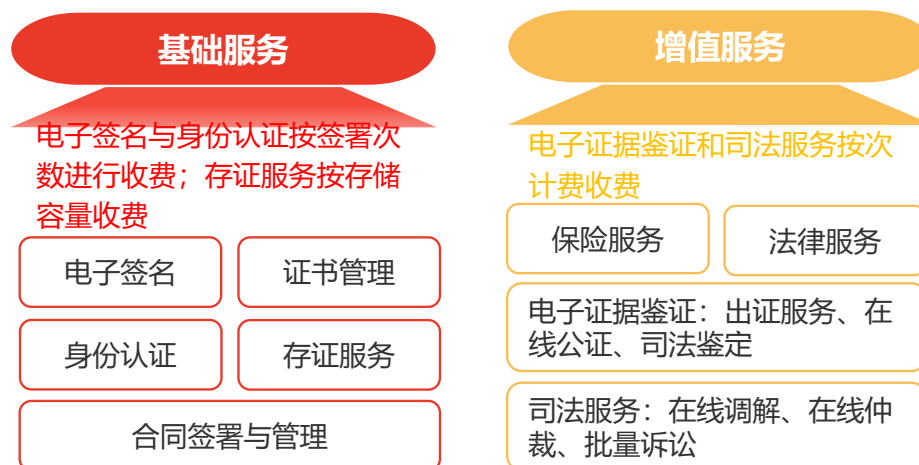 基础服务
电子签名与身份认证按签署次
数进行收费；存证服务按存储
容量收费
电子签名
证书管理
身份认证
存证服务
合同签署与管理
增值服务
电子证据鉴证和司法服务按次
计费收费
保险服务
法律服务
电子证据鉴证：出证服务、在
线公证、司法鉴定
司法服务：在线调解、在线仲
裁、批量诉讼